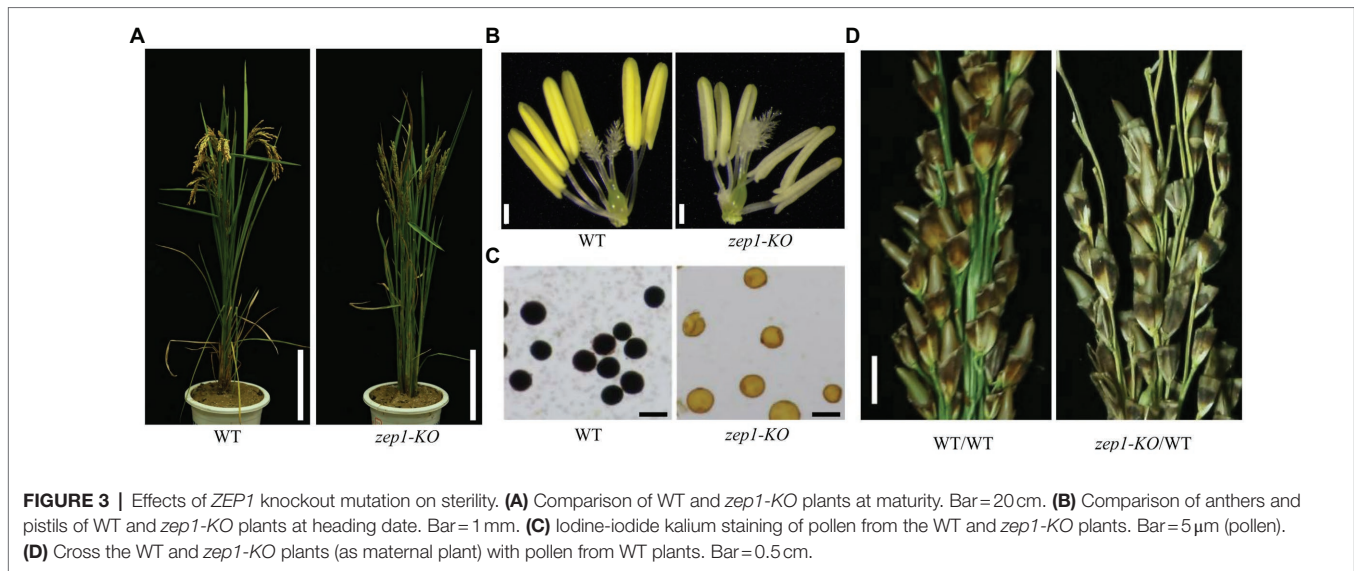 A
B
D
WT
zep1-KO
C
WT
zep1-KO
WT
zep1-KO
WT/WT
zep1-KO/WT
FIGURE 3 | Effects of ZEP1 knockout mutation on sterility. (A) Comparison of WT and zep1-KO plants at maturity. Bar = 20 cm. (B) Comparison of anthers and
pistils of WT and zep1-KO plants at heading date. Bar = 1 mm. (C) Iodine-iodide kalium staining of pollen from the WT and zep1-KO plants. Bar = 5 μm (pollen).
(D) Cross the WT and zep1-KO plants (as maternal plant) with pollen from WT plants. Bar = 0.5 cm.